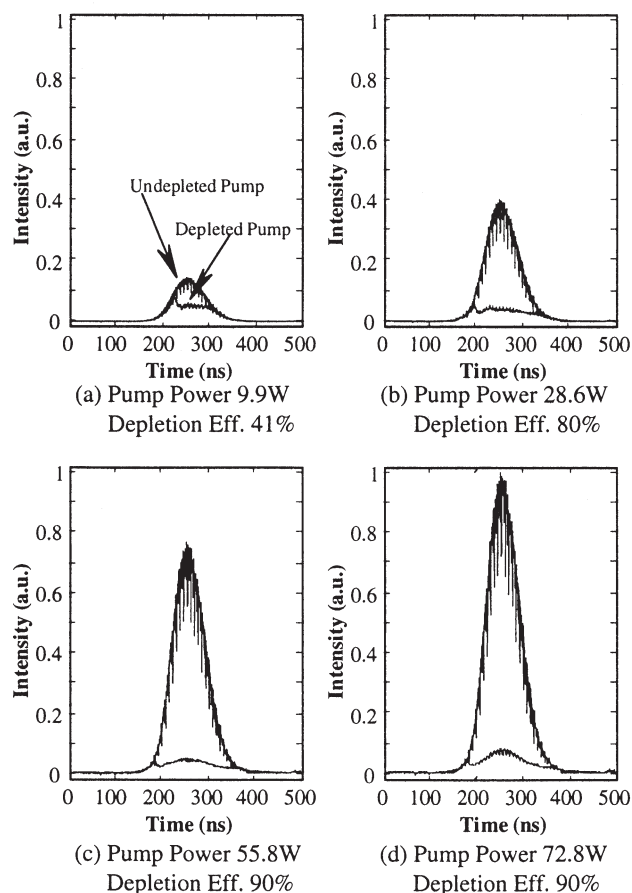 1
0.8
0.6
0.4
0.2
0
Intensity (a.u.)
Undepleted Pump
Depleted Pump
0 100 200 300 400 500
Time (ns)
(a) Pump Power 9.9W
Depletion Eff. 41%
1
0.8
0.6
0.4
0.2
0
Intensity (a.u.)
0 100 200 300 400 500
Time (ns)
(b) Pump Power 28.6W
Depletion Eff. 80%
1
0.8
0.6
0.4
0.2
0
Intensity (a.u.)
0 100 200 300 400 500
Time (ns)
(c) Pump Power 55.8W
Depletion Eff. 90%
1
0.8
0.6
0.4
0.2
0
Intensity (a.u.)
0 100 200 300 400 500
Time (ns)
(d) Pump Power 72.8W
Depletion Eff. 90%